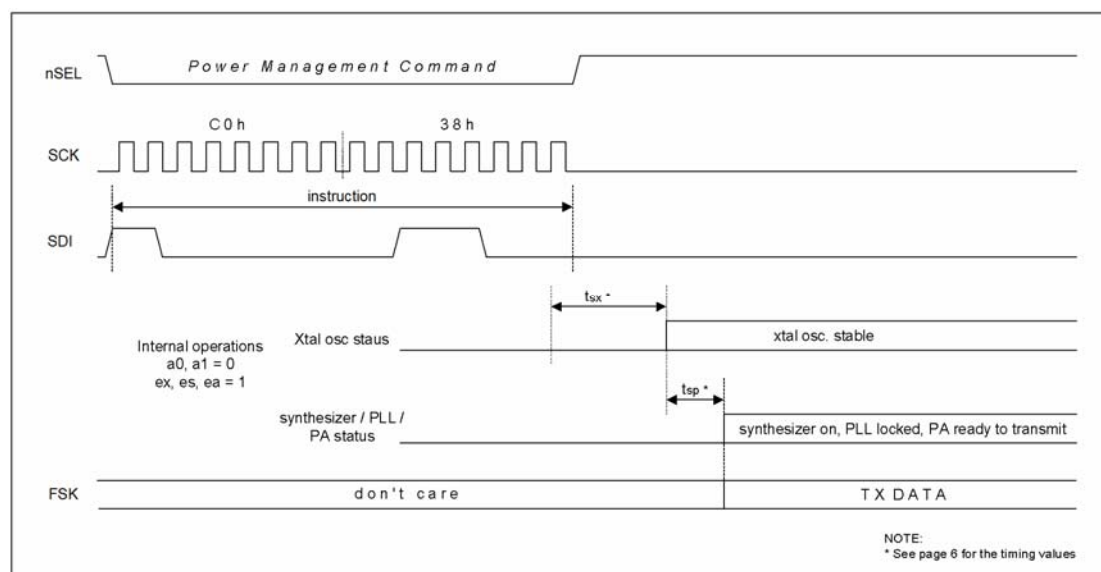 nSEL
Power Management Command
C0h
38h
SCK
instruction
SDI
tsx *
Xtal osc staus
xtal osc. stable
Internal operations
a0, a1 = 0
ex, es, ea = 1
tsp *
synthesizer / PLL /
PA status
synthesizer on, PLL locked, PA ready to transmit
FSK
don't care
TX DATA
NOTE:
* See page 6 for the timing values